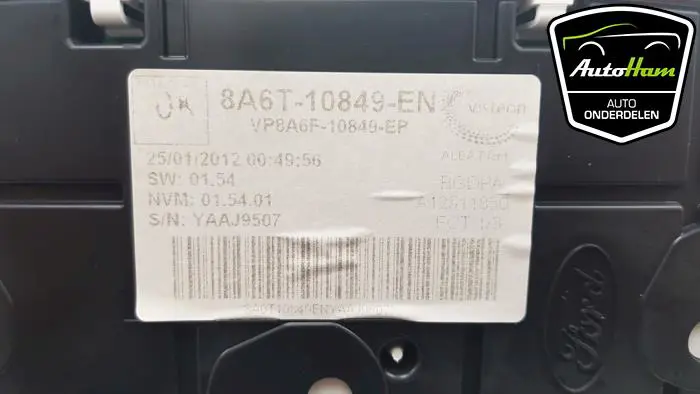 8A6T-10849-EN
VP8A6F-10849-EP
Visteon
25/01/2012 00:49:56
SW: 01.54
NVM: 01.54.01
S/N: YAAJ9507
Ford
AutoHam
AUTO
ONDERDELEN